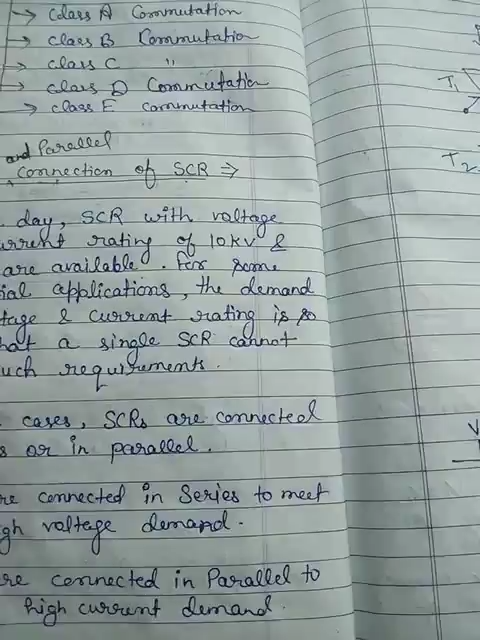 class A Commutation
class B Commutation
class C "
class D Commutation
class E commutation
and Parallel
connection of SCR ⇒
day, SCR with voltage
urrent rating of 10KV &
are available. For some
ial applications, the demand
tage & current rating is so
hat a single SCR cannot
uch requirements.
cases, SCRs are connected
s or in parallel.
re connected in Series to meet
gh voltage demand.
re connected in Parallel to
high current demand.
T1
T2
V